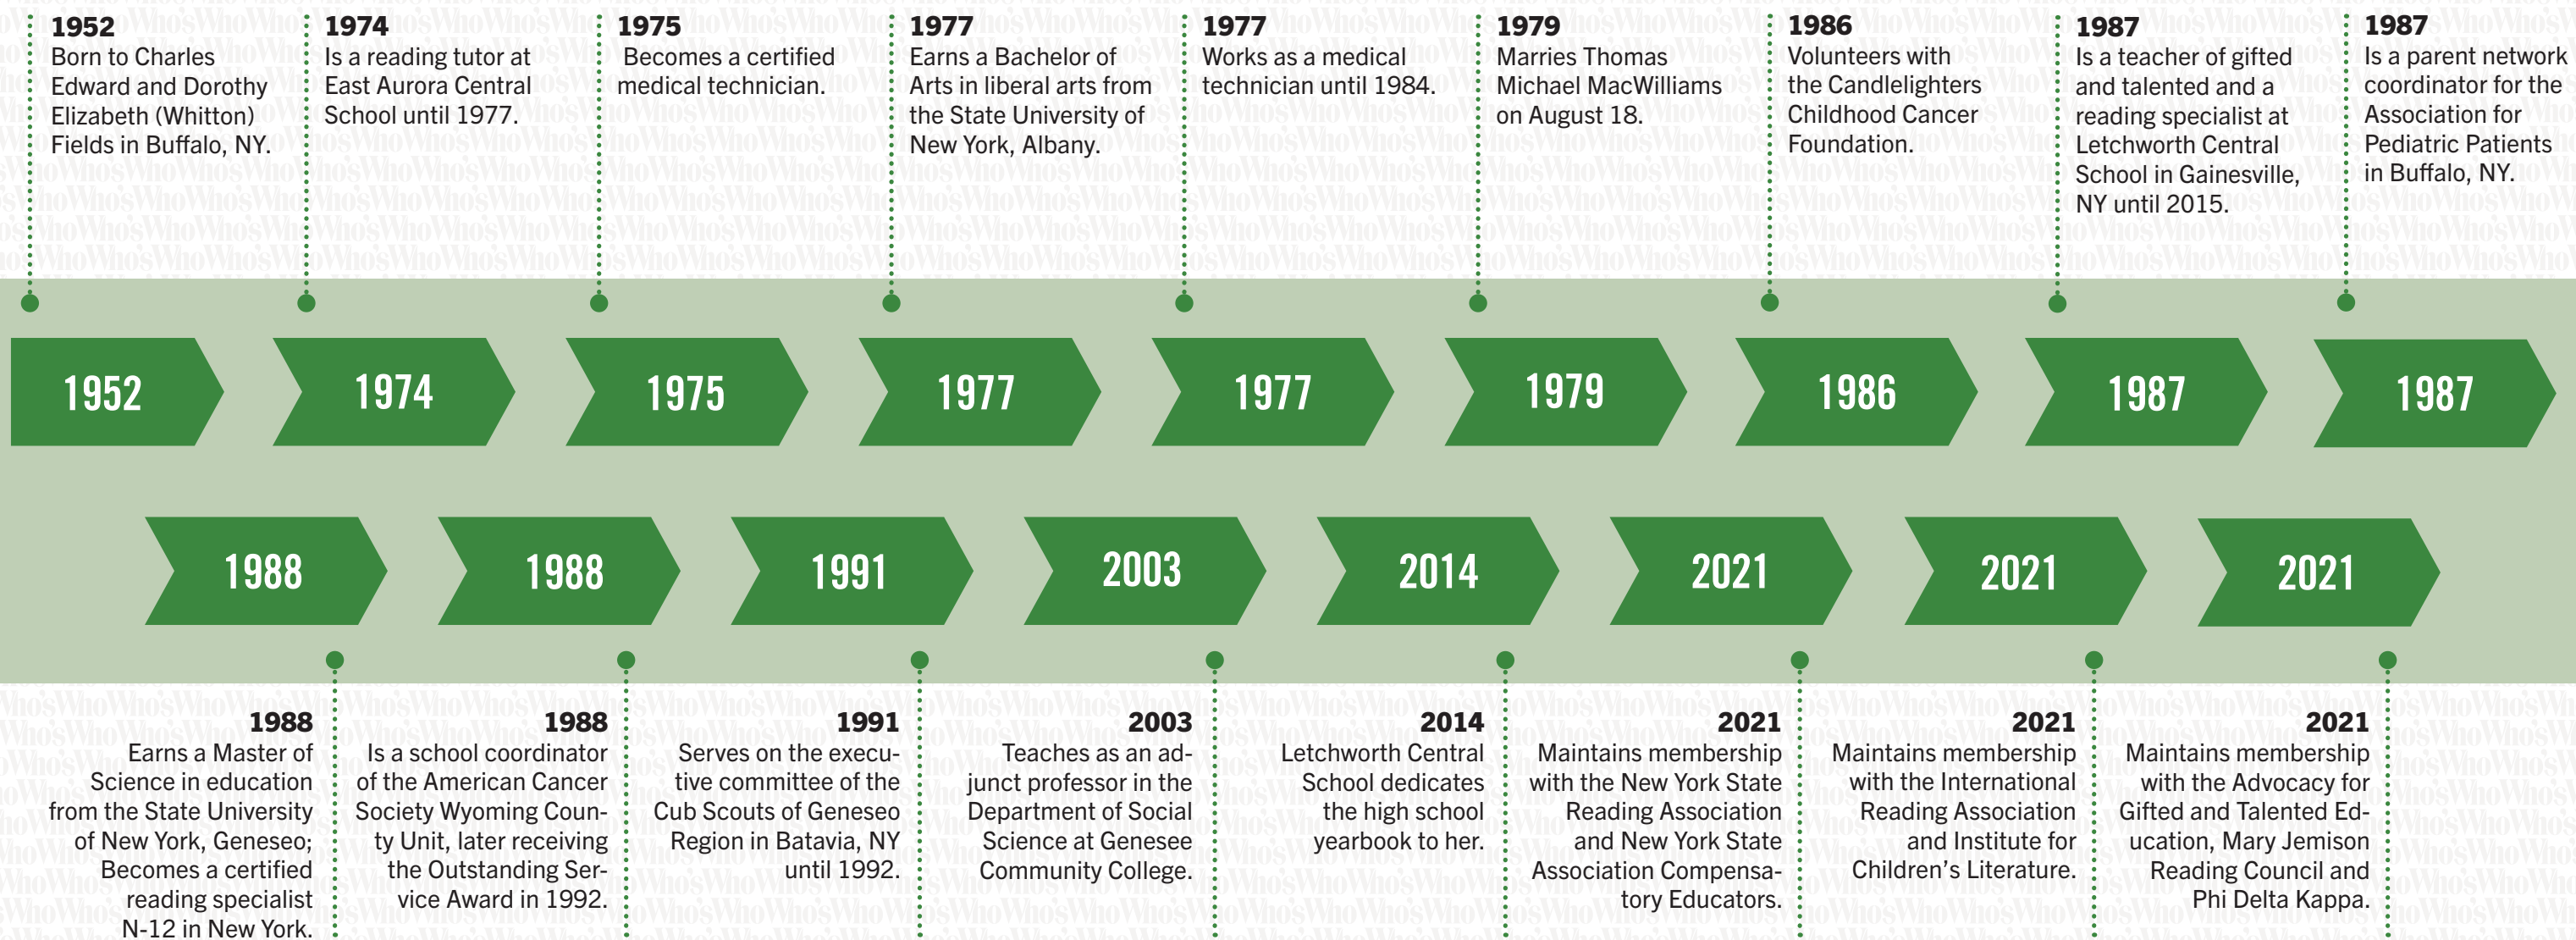 1952
Born to Charles
Edward and Dorothy
Elizabeth (Whitton)
Fields in Buffalo, NY.
1974
Is a reading tutor at
East Aurora Central
School until 1977.
1975
Becomes a certified
medical technician.
1977
Earns a Bachelor of
Arts in liberal arts from
the State University of
New York, Albany.
1977
Works as a medical
technician until 1984.
1979
Marries Thomas
Michael MacWilliams
on August 18.
1986
Volunteers with
the Candlelighters
Childhood Cancer
Foundation.
1987
Is a teacher of gifted
and talented and a
reading specialist at
Letchworth Central
School in Gainesville,
NY until 2015.
1987
Is a parent network
coordinator for the
Association for
Pediatric Patients
in Buffalo, NY.
1952
1974
1975
1977
1977
1979
1986
1987
1987
1988
1988
1991
2003
2014
2021
2021
2021
1988
Earns a Master of
Science in education
from the State University
of New York, Geneseo;
Becomes a certified
reading specialist
N-12 in New York.
1988
Is a school coordinator
of the American Cancer
Society Wyoming Coun-
ty Unit, later receiving
the Outstanding Ser-
vice Award in 1992.
1991
Serves on the execu-
tive committee of the
Cub Scouts of Geneseo
Region in Batavia, NY
until 1992.
2003
Teaches as an ad-
junct professor in the
Department of Social
Science at Genesee
Community College.
2014
Letchworth Central
School dedicates
the high school
yearbook to her.
2021
Maintains membership
with the New York State
Reading Association
and New York State
Association Compensa-
tory Educators.
2021
Maintains membership
with the International
Reading Association
and Institute for
Children's Literature.
2021
Maintains membership
with the Advocacy for
Gifted and Talented Ed-
ucation, Mary Jemison
Reading Council and
Phi Delta Kappa.